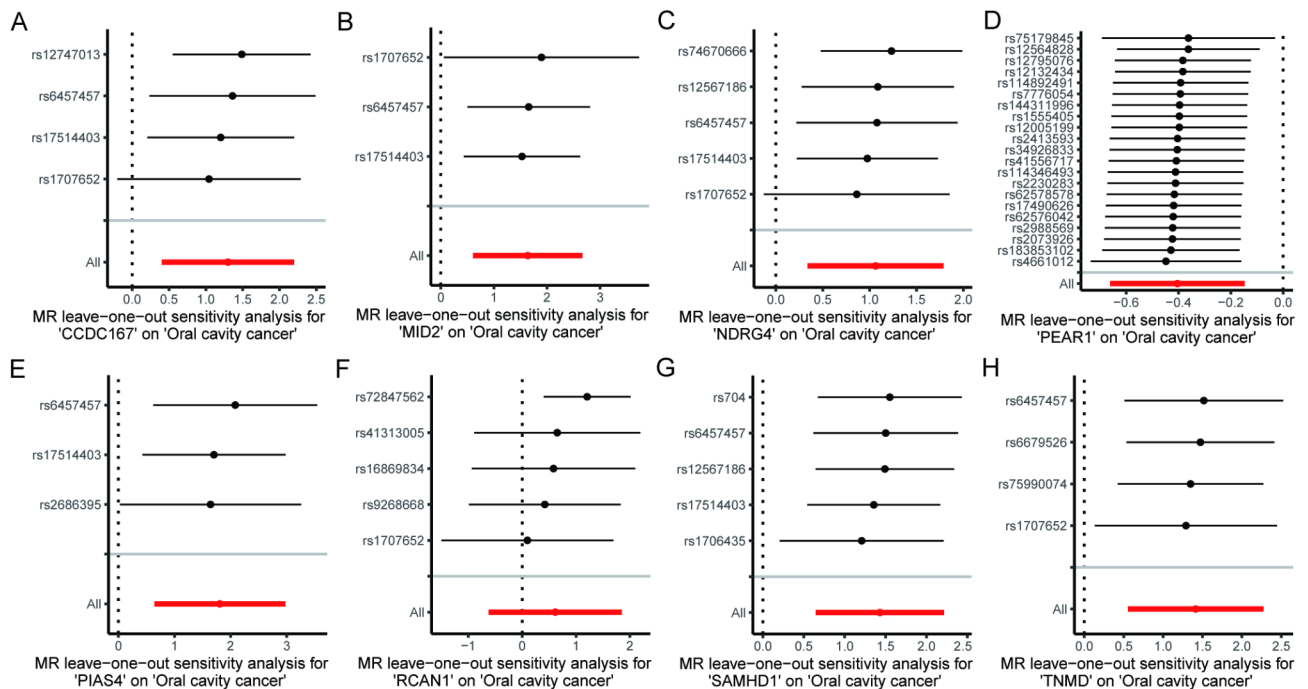 A
rs12747013
rs6457457
rs17514403
rs1707652
All
0.0 0.5 1.0 1.5 2.0 2.5
MR leave−one−out sensitivity analysis for
'CCDC167' on 'Oral cavity cancer'
B
rs1707652
rs6457457
rs17514403
All
0 1 2 3
MR leave−one−out sensitivity analysis for
'MID2' on 'Oral cavity cancer'
C
rs74670666
rs12567186
rs6457457
rs17514403
rs1707652
All
0.0 0.5 1.0 1.5 2.0
MR leave−one−out sensitivity analysis for
'NDRG4' on 'Oral cavity cancer'
D
rs75179845
rs12564828
rs12795076
rs12132434
rs114892491
rs7776054
rs144311996
rs1555405
rs12005199
rs2413593
rs34926833
rs41556717
rs114346493
rs2230283
rs62578578
rs17490626
rs62576042
rs2988569
rs2073926
rs183853102
rs4661012
All
−0.6 −0.4 −0.2 0.0
MR leave−one−out sensitivity analysis for
'PEAR1' on 'Oral cavity cancer'
E
rs6457457
rs17514403
rs2686395
All
0 1 2 3
MR leave−one−out sensitivity analysis for
'PIAS4' on 'Oral cavity cancer'
F
rs72847562
rs41313005
rs16869834
rs9268668
rs1707652
All
−1 0 1 2
MR leave−one−out sensitivity analysis for
'RCAN1' on 'Oral cavity cancer'
G
rs704
rs6457457
rs12567186
rs17514403
rs1706435
All
0.0 0.5 1.0 1.5 2.0 2.5
MR leave−one−out sensitivity analysis for
'SAMHD1' on 'Oral cavity cancer'
H
rs6457457
rs6679526
rs75990074
rs1707652
All
0.0 0.5 1.0 1.5 2.0 2.5
MR leave−one−out sensitivity analysis for
'TNMD' on 'Oral cavity cancer'